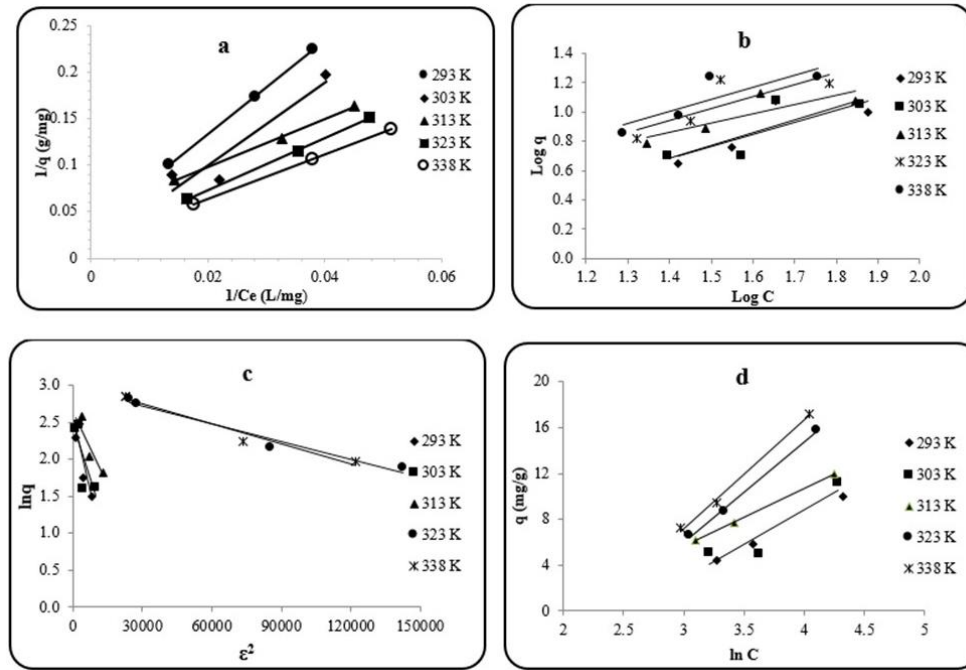 a
0.25
0.2
0.15
0.1
0.05
0
0
0.02
0.04
0.06
1/q (g/mg)
1/Ce (L/mg)
293 K
303 K
313 K
323 K
338 K
b
1.4
1.2
1.0
0.8
0.6
0.4
0.2
0.0
1.2
1.3
1.4
1.5
1.6
1.7
1.8
1.9
2.0
Log q
Log C
293 K
303 K
313 K
323 K
338 K
c
3.0
2.5
2.0
1.5
1.0
0.5
0.0
0
30000
60000
90000
120000
150000
lnq
ε²
293 K
303 K
313 K
323 K
338 K
d
20
16
12
8
4
0
2
2.5
3
3.5
4
4.5
5
q (mg/g)
ln C
293 K
303 K
313 K
323 K
338 K